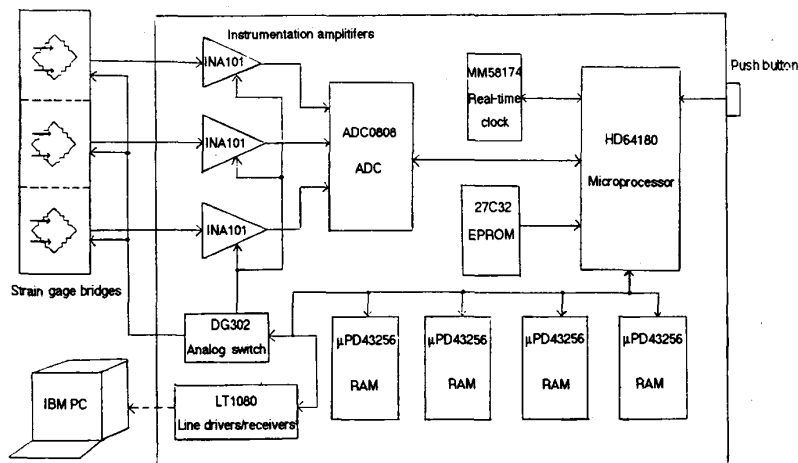 Instrumentation amplitifers
INA101
INA101
INA101
ADC0808
ADC
MM58174
Real-time
clock
HD64180
Microprocessor
Push button
27C32
EPROM
Strain gage bridges
DG302
Analog switch
μPD43256
RAM
μPD43256
RAM
μPD43256
RAM
μPD43256
RAM
IBM PC
LT1080
Line drivers/receivers